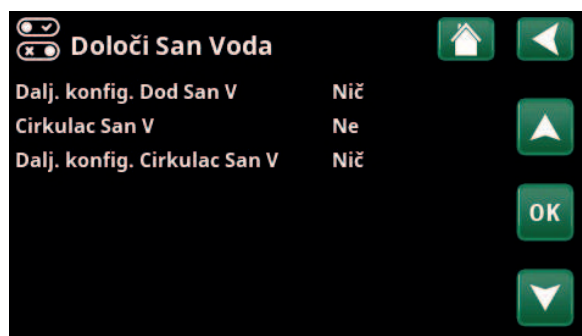 Določi San Voda
Dalj. konfig. Dod San V Nič
Cirkulac San V Ne
Dalj. konfig. Cirkulac San V Nič
OK